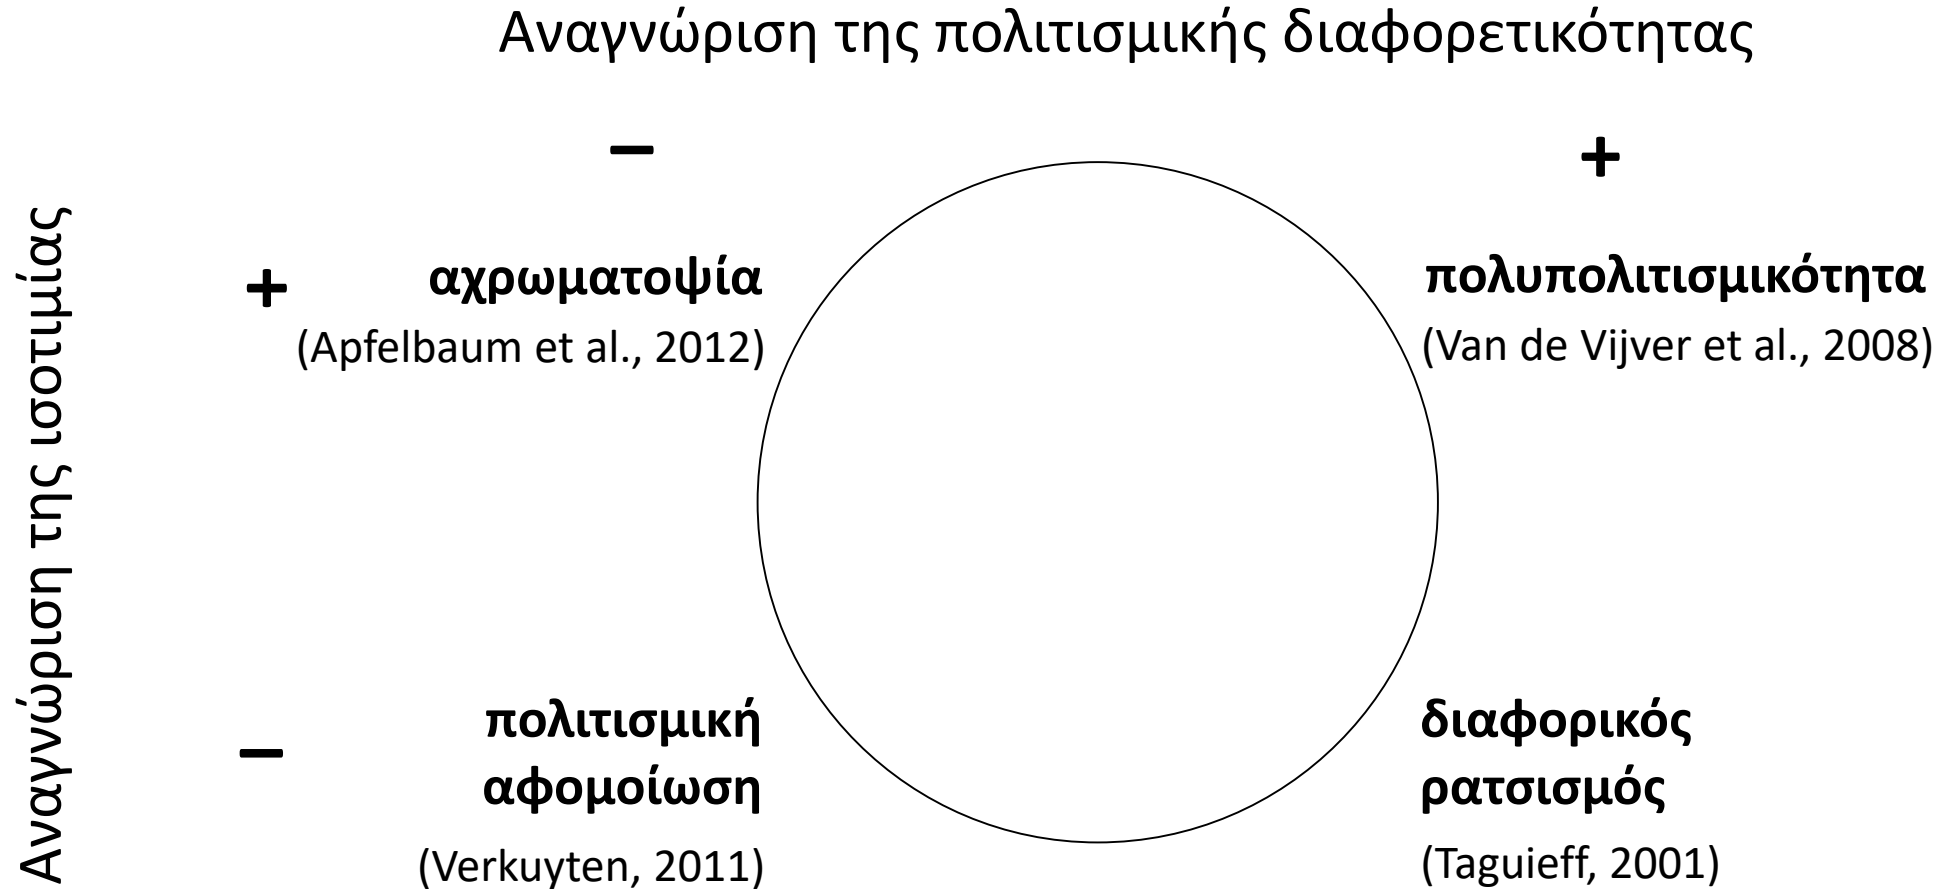 Αναγνώριση της πολιτισμικής διαφορετικότητας
− +
Αναγνώριση της ισοτιμίας
+ αχρωματοψία πολυπολιτισμικότητα
(Apfelbaum et al., 2012) (Van de Vijver et al., 2008)
− πολιτισμική διαφορικός
αφομοίωση ρατσισμός
(Verkuyten, 2011) (Taguieff, 2001)